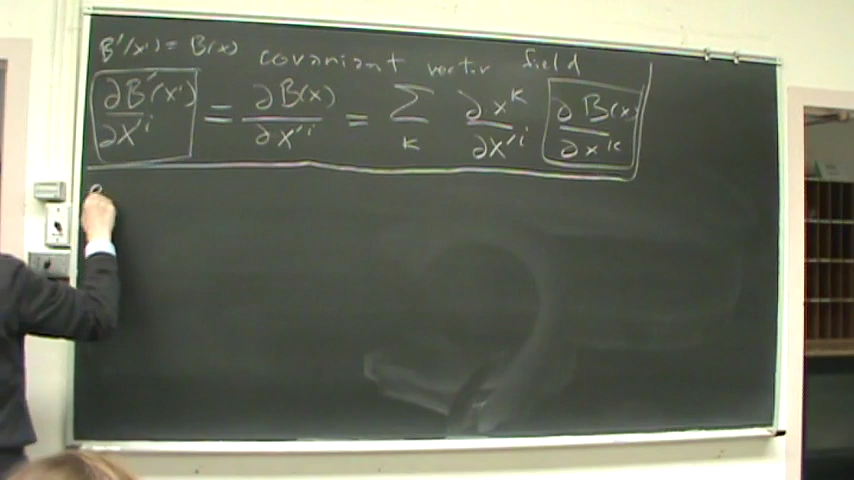 B'(x') = B(x) covariant vector field
∂B'(x')/∂x^i = ∂B(x)/∂x'^i = Σ_k ∂x^k/∂x'^i ∂B(x)/∂x^k